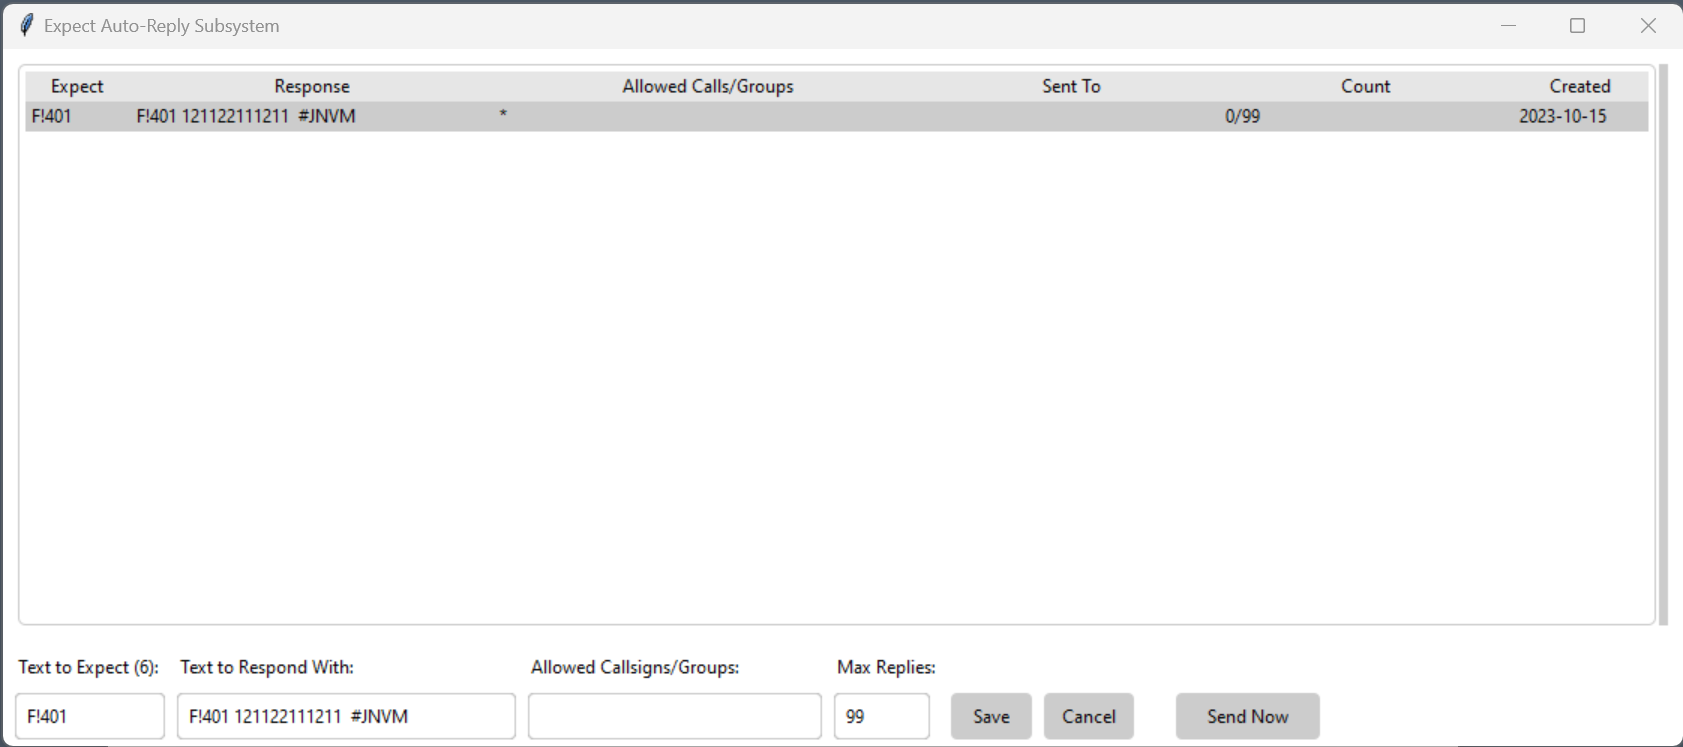 Expect Auto-Reply Subsystem
Expect Response Allowed Calls/Groups Sent To Count Created
F!401 F!401 121122111211  #JNVM * 0/99 2023-10-15
Text to Expect (6): Text to Respond With: Allowed Callsigns/Groups: Max Replies:
F!401 F!401 121122111211  #JNVM 99 Save Cancel Send Now